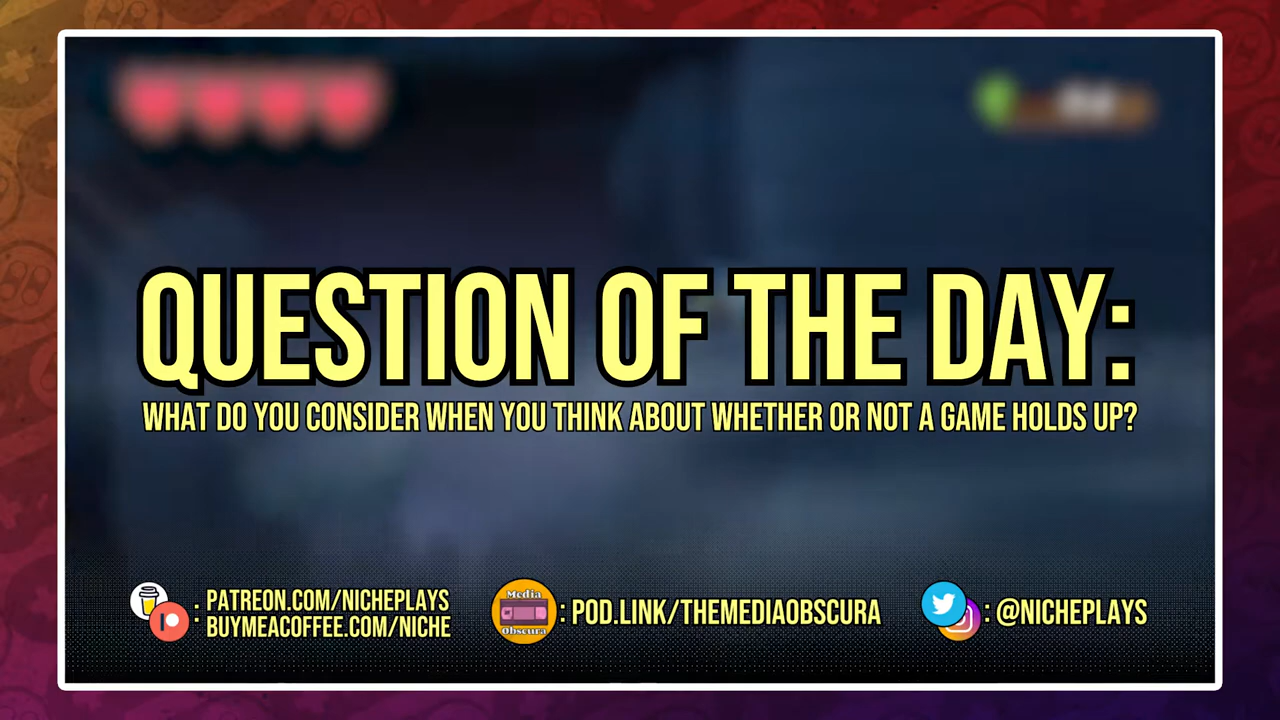 QUESTION OF THE DAY:
WHAT DO YOU CONSIDER WHEN YOU THINK ABOUT WHETHER OR NOT A GAME HOLDS UP?
: PATREON.COM/NICHEPLAYS
: BUYMEACOFFEE.COM/NICHE
Media
Obscura
: POD.LINK/THEMEDIAOBSCURA
: @NICHEPLAYS